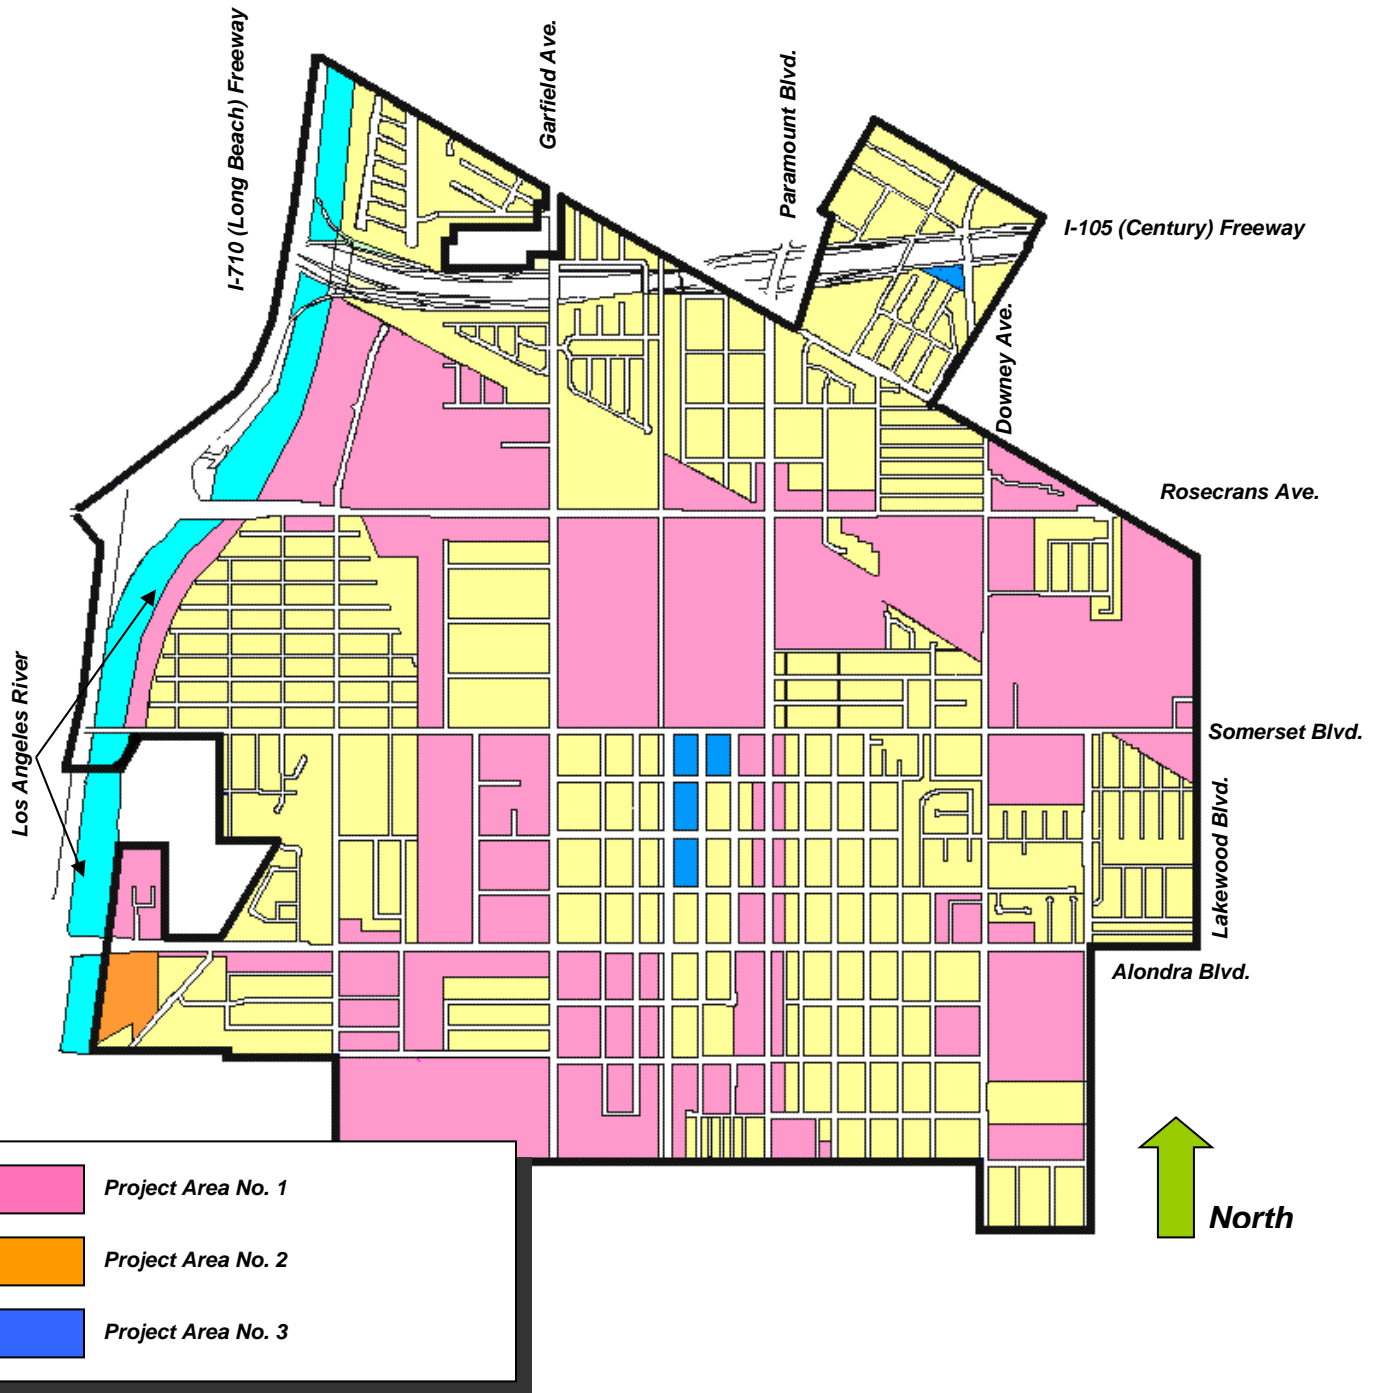 I-710 (Long Beach) Freeway
Garfield Ave.
Paramount Blvd.
I-105 (Century) Freeway
Downey Ave.
Rosecrans Ave.
Los Angeles River
Somerset Blvd.
Lakewood Blvd.
Alondra Blvd.
Project Area No. 1
North
Project Area No. 2
Project Area No. 3